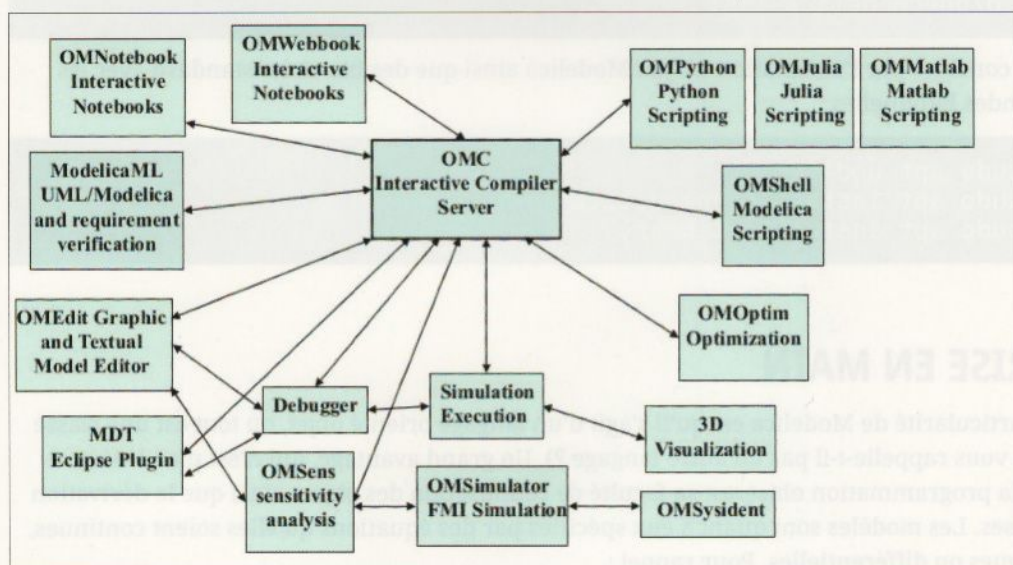 OMNotebook
Interactive
Notebooks
OMWebbook
Interactive
Notebooks
OMPython
Python
Scripting
OMJulia
Julia
Scripting
OMMatlab
Matlab
Scripting
ModelicaML
UML/Modelica
and requirement
verification
OMC
Interactive Compiler
Server
OMShell
Modelica
Scripting
OMEdit Graphic
and Textual
Model Editor
OMOptim
Optimization
Debugger
Simulation
Execution
3D
Visualization
MDT
Eclipse Plugin
OMSens
sensitivity
analysis
OMSimulator
FMI Simulation
OMSysident